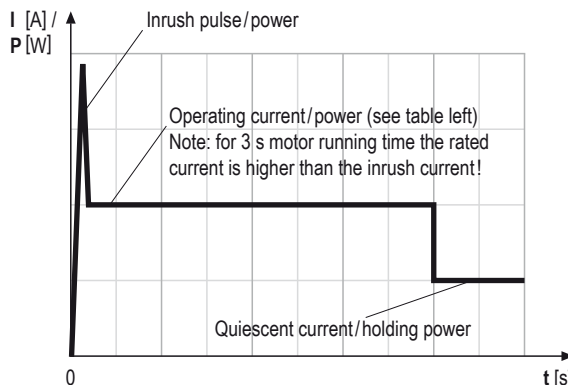 I [A] /
P [W]
Inrush pulse/power
Operating current/power (see table left)
Note: for 3 s motor running time the rated
current is higher than the inrush current!
Quiescent current/holding power
0
t [s